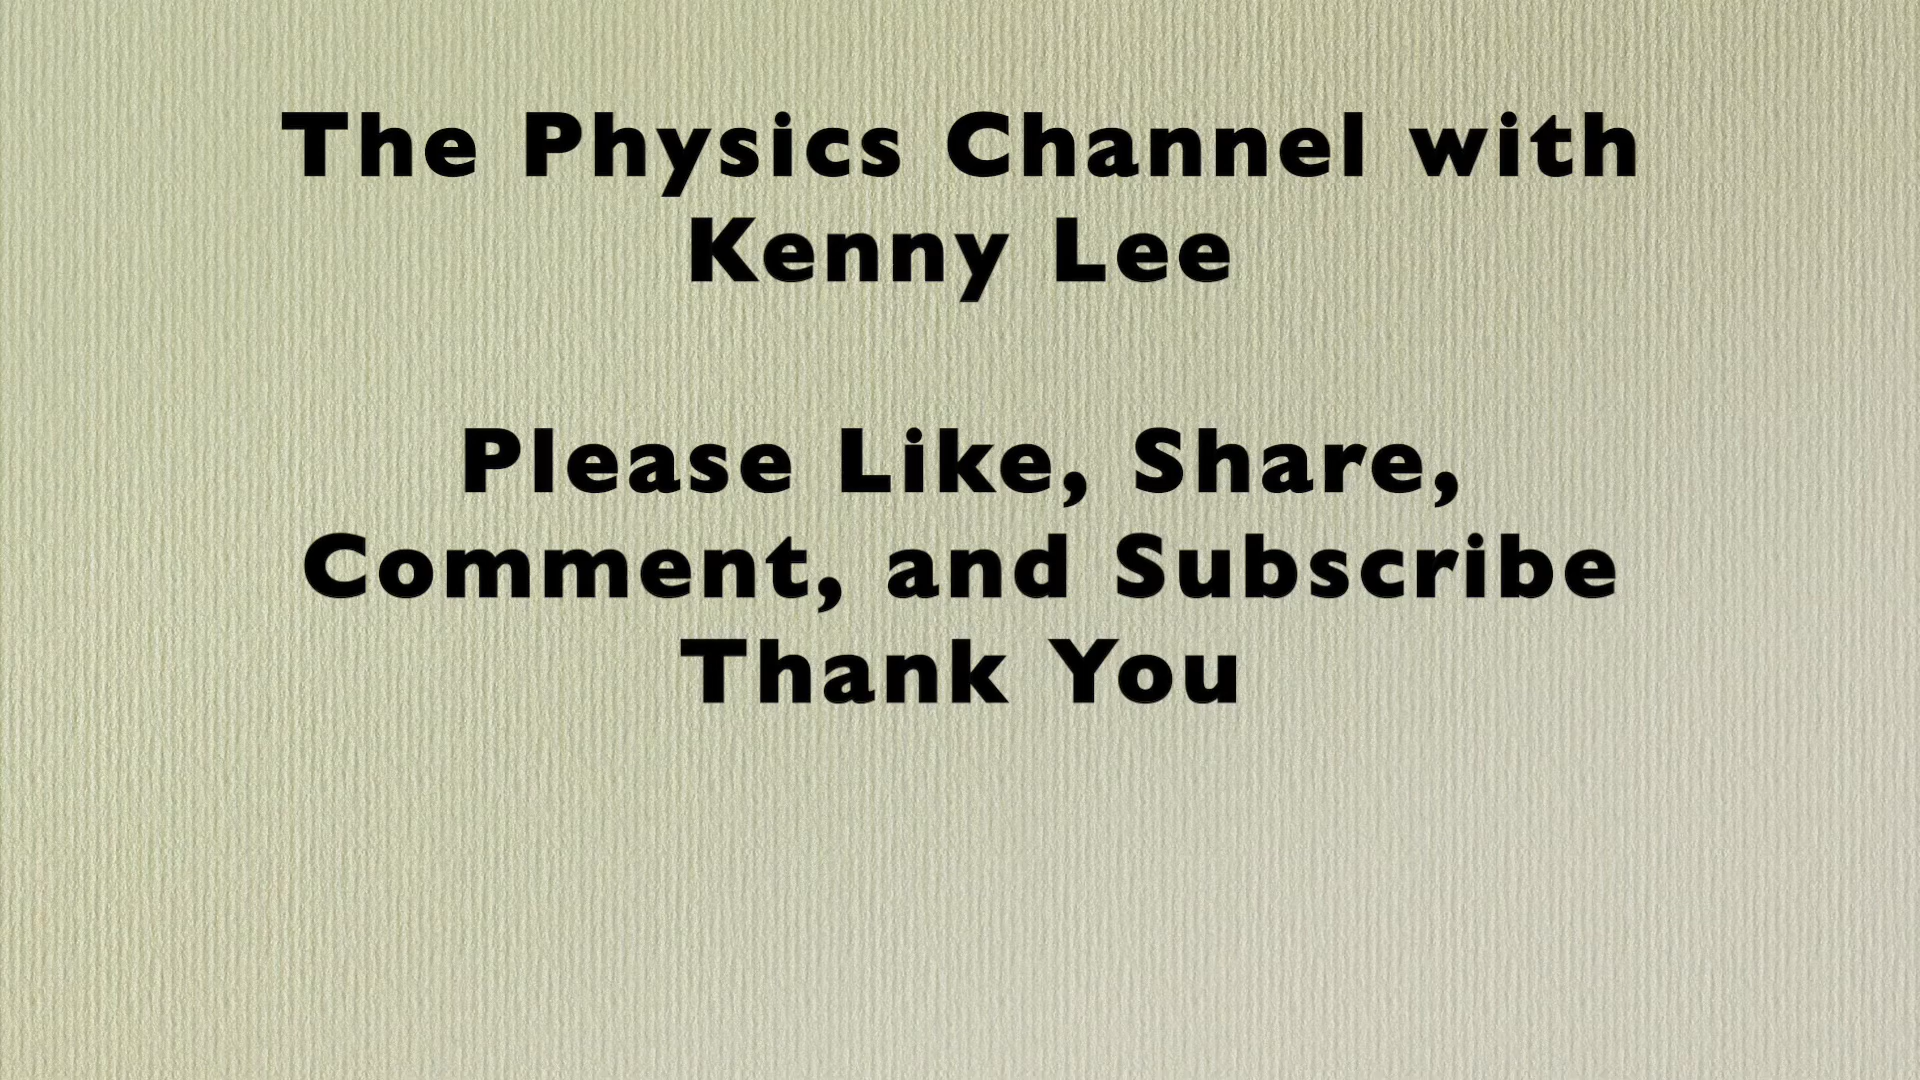 The Physics Channel with
Kenny Lee
Please Like, Share,
Comment, and Subscribe
Thank You